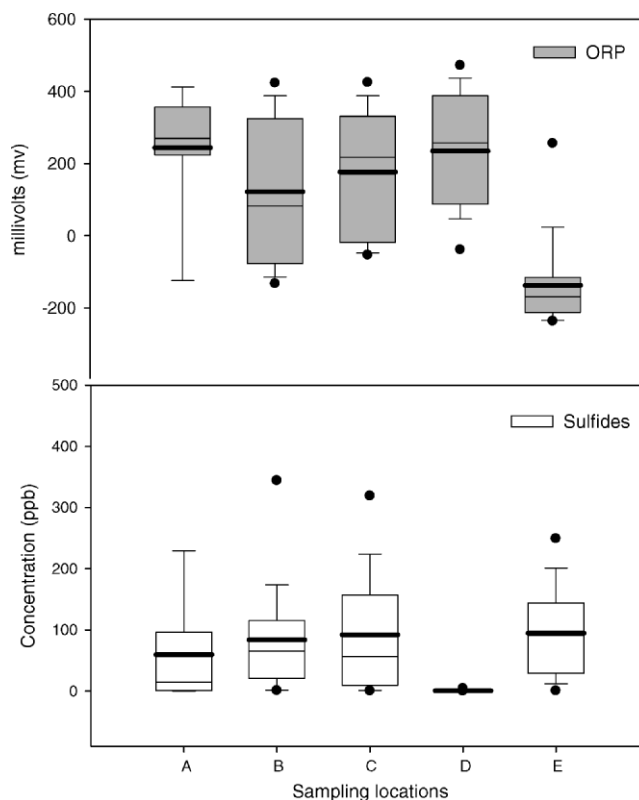 600
400
200
0
-200
millivolts (mv)
ORP
500
400
300
200
100
0
Concentration (ppb)
Sulfides
A B C D E
Sampling locations